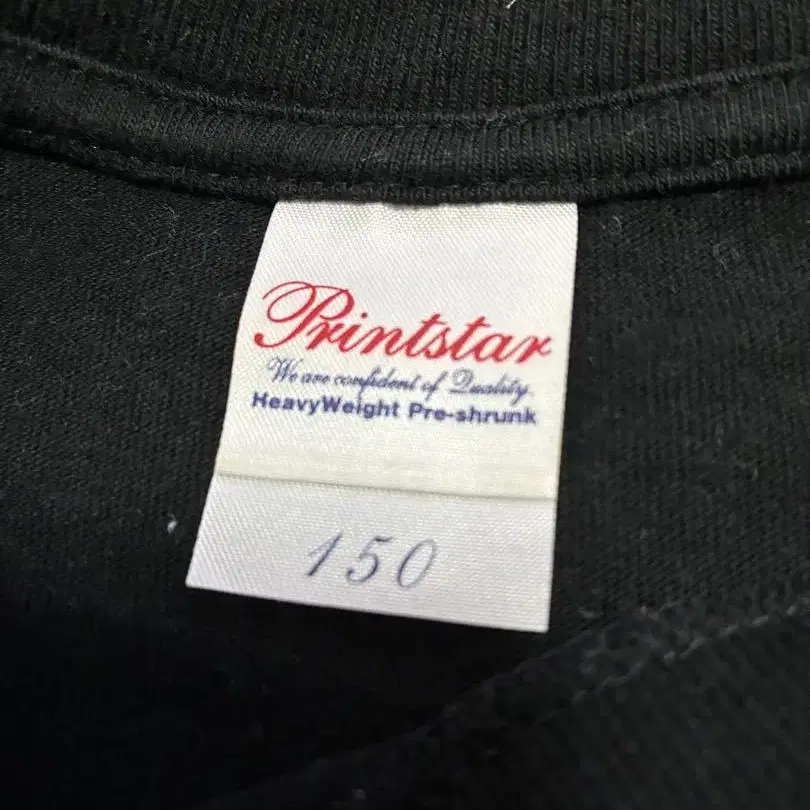 Printstar
We are confident of Quality.
HeavyWeight Pre-shrunk
150